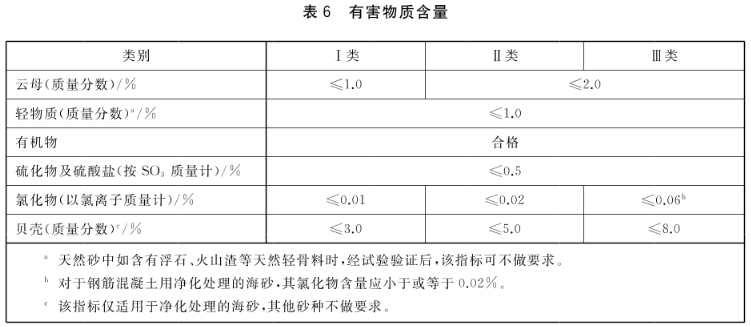 表 6 有害物质含量
类别 Ⅰ类 Ⅱ类 Ⅲ类
云母(质量分数)/% ≤1.0 ≤2.0
轻物质(质量分数)ᵃ/% ≤1.0
有机物 合格
硫化物及硫酸盐(按 SO₃ 质量计)/% ≤0.5
氯化物(以氯离子质量计)/% ≤0.01 ≤0.02 ≤0.06ᵇ
贝壳(质量分数)ᶜ/% ≤3.0 ≤5.0 ≤8.0
ᵃ 天然砂中如含有浮石、火山渣等天然轻骨料时,经试验验证后,该指标可不做要求。
ᵇ 对于钢筋混凝土用净化处理的海砂,其氯化物含量应小于或等于 0.02%。
ᶜ 该指标仅适用于净化处理的海砂,其他砂种不做要求。